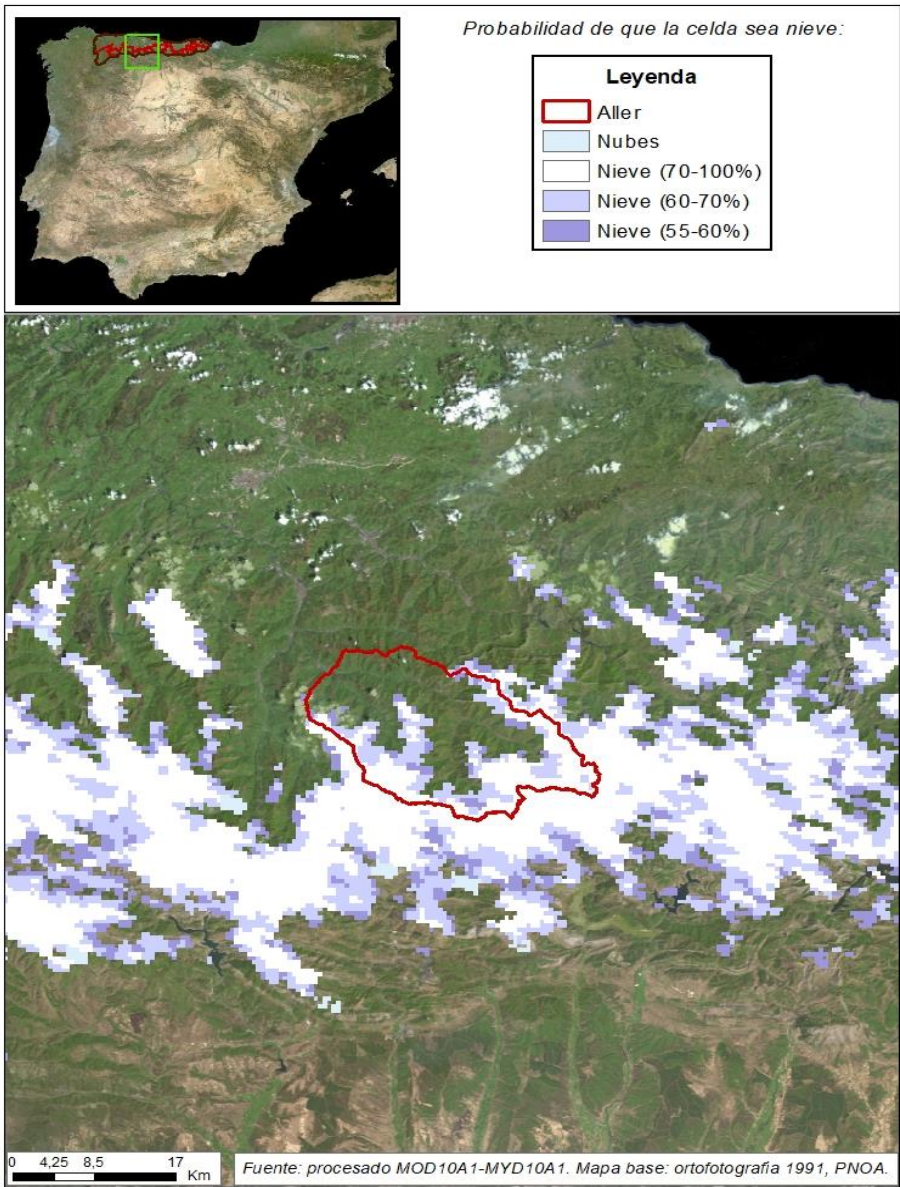 Probabilidad de que la celda sea nieve:
Leyenda
Aller
Nubes
Nieve (70-100%)
Nieve (60-70%)
Nieve (55-60%)
0 4,25 8,5 17
Km
Fuente: procesado MOD10A1-MYD10A1. Mapa base: ortofotografía 1991, PNOA.